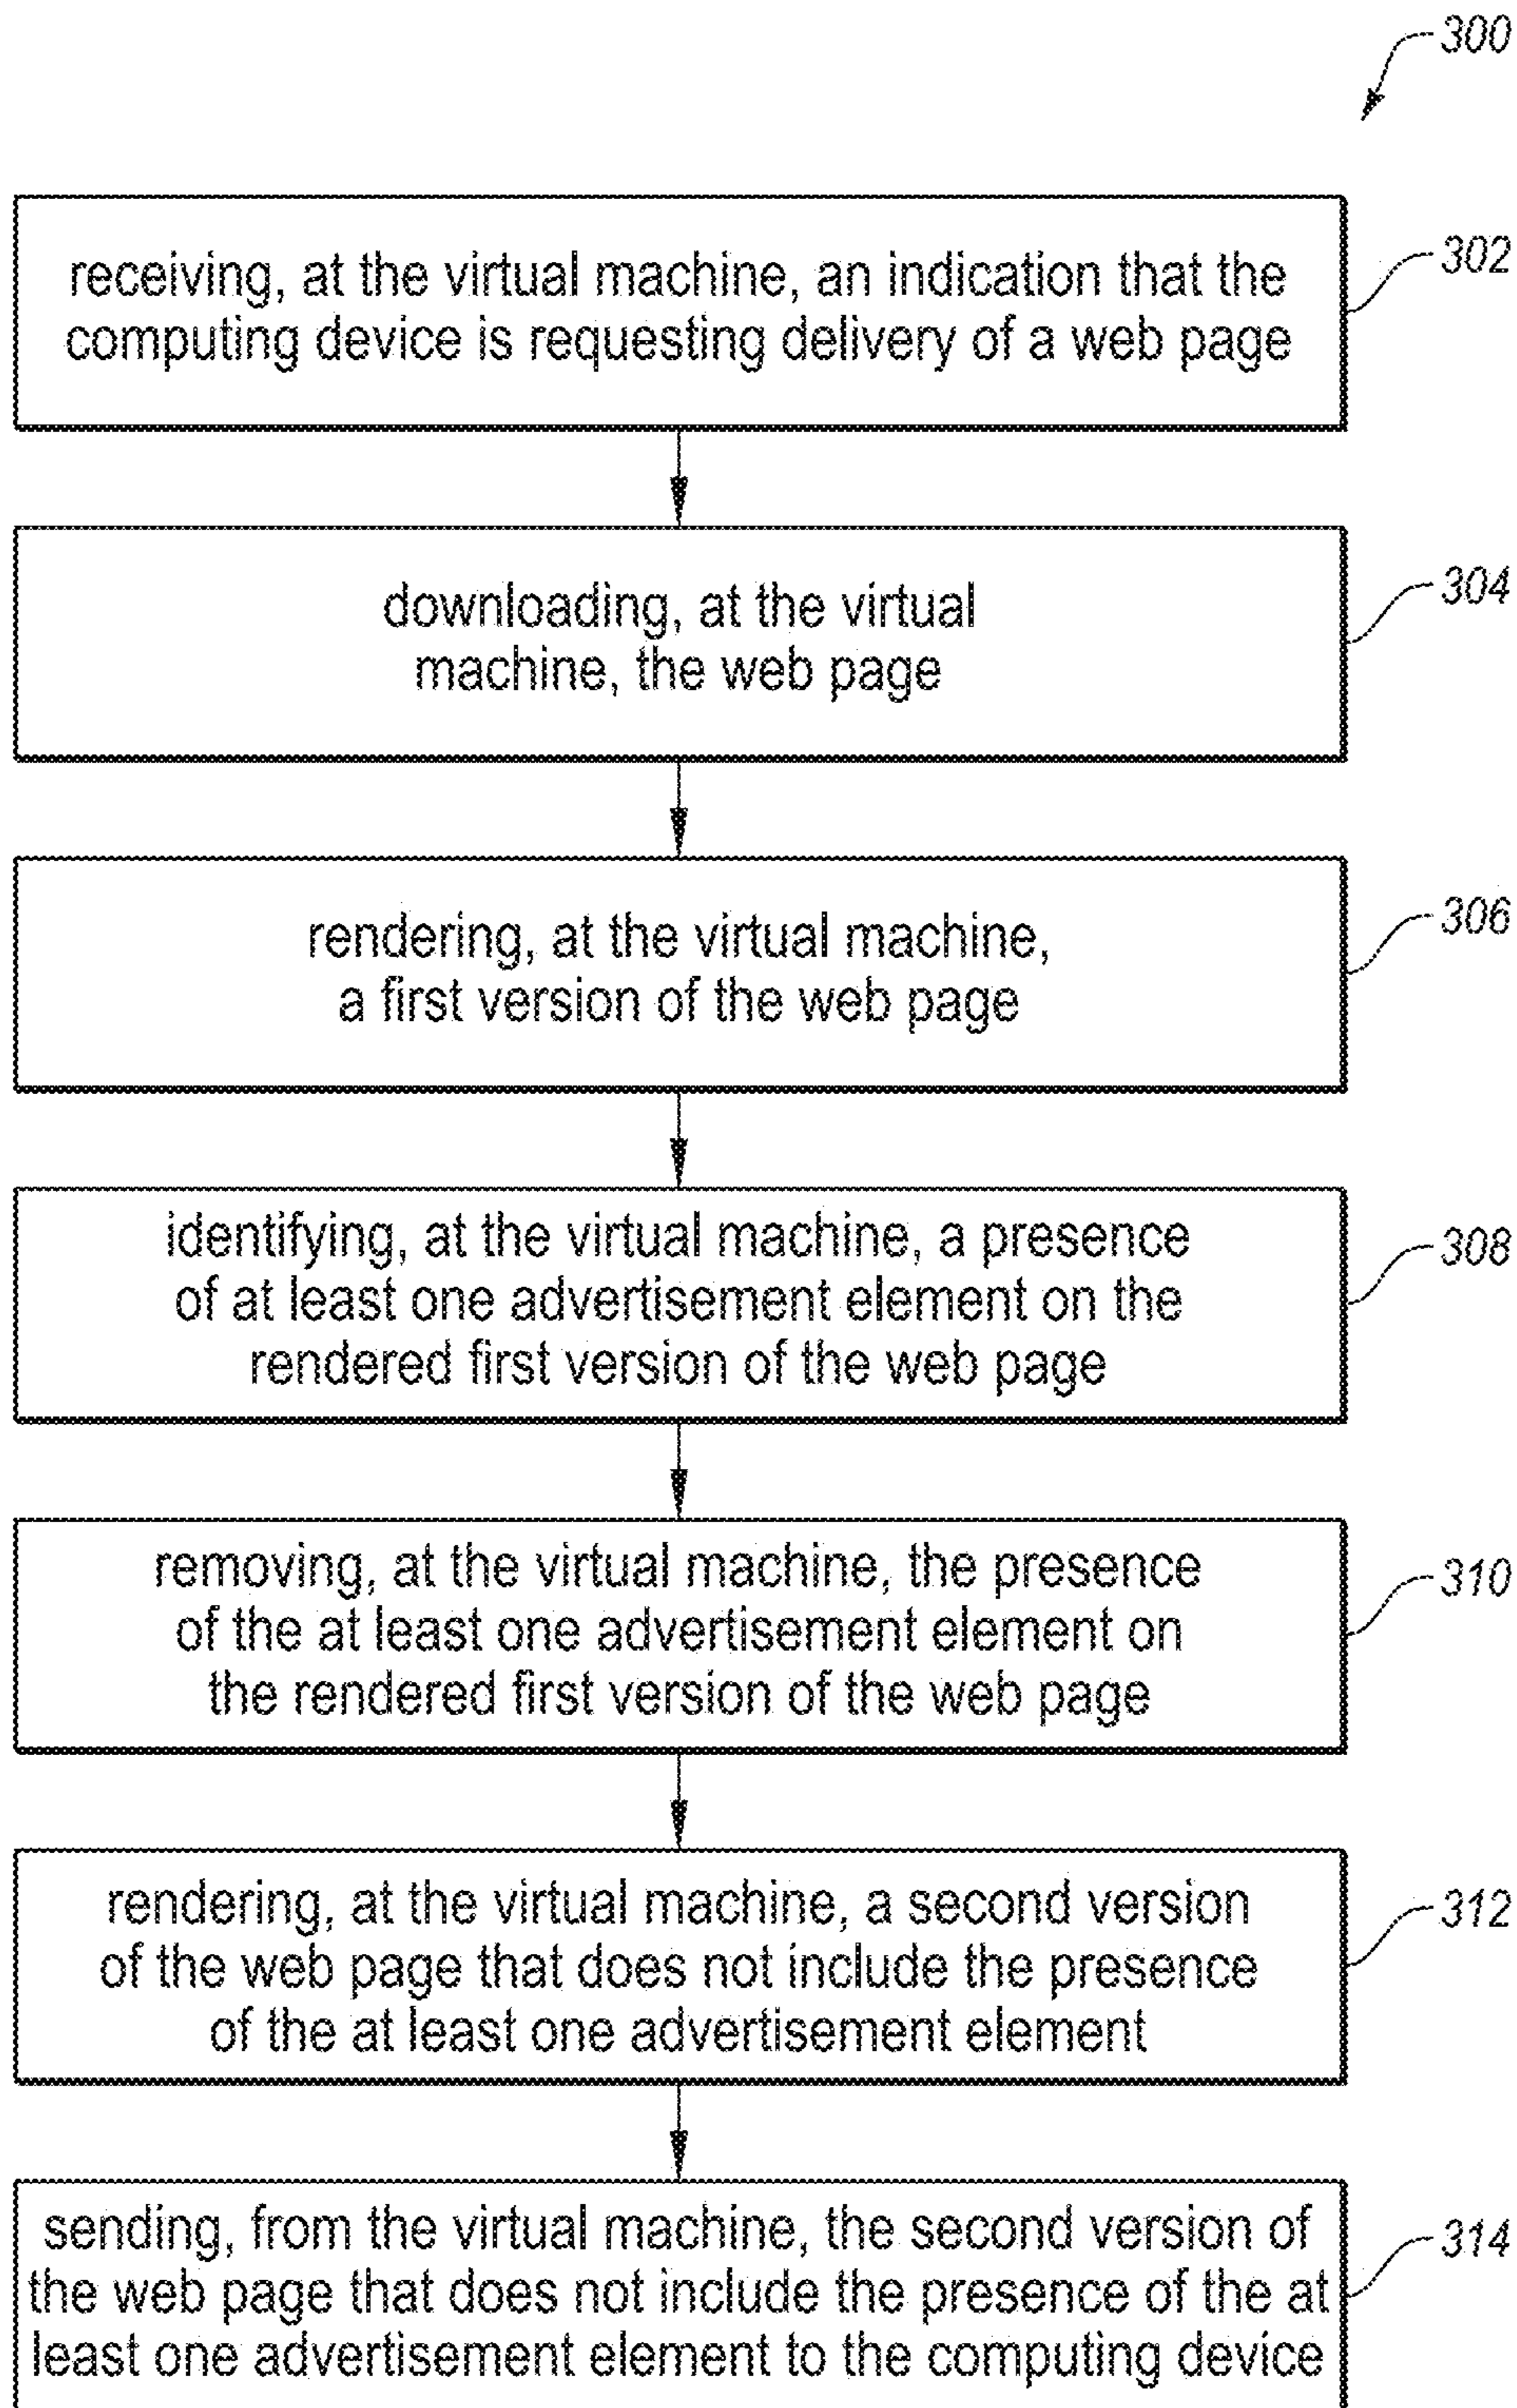 300
receiving, at the virtual machine, an indication that the
computing device is requesting delivery of a web page
302
downloading, at the virtual
machine, the web page
304
rendering, at the virtual machine,
a first version of the web page
306
identifying, at the virtual machine, a presence
of at least one advertisement element on the
rendered first version of the web page
308
removing, at the virtual machine, the presence
of the at least one advertisement element on
the rendered first version of the web page
310
rendering, at the virtual machine, a second version
of the web page that does not include the presence
of the at least one advertisement element
312
sending, from the virtual machine, the second version of
the web page that does not include the presence of the at
least one advertisement element to the computing device
314